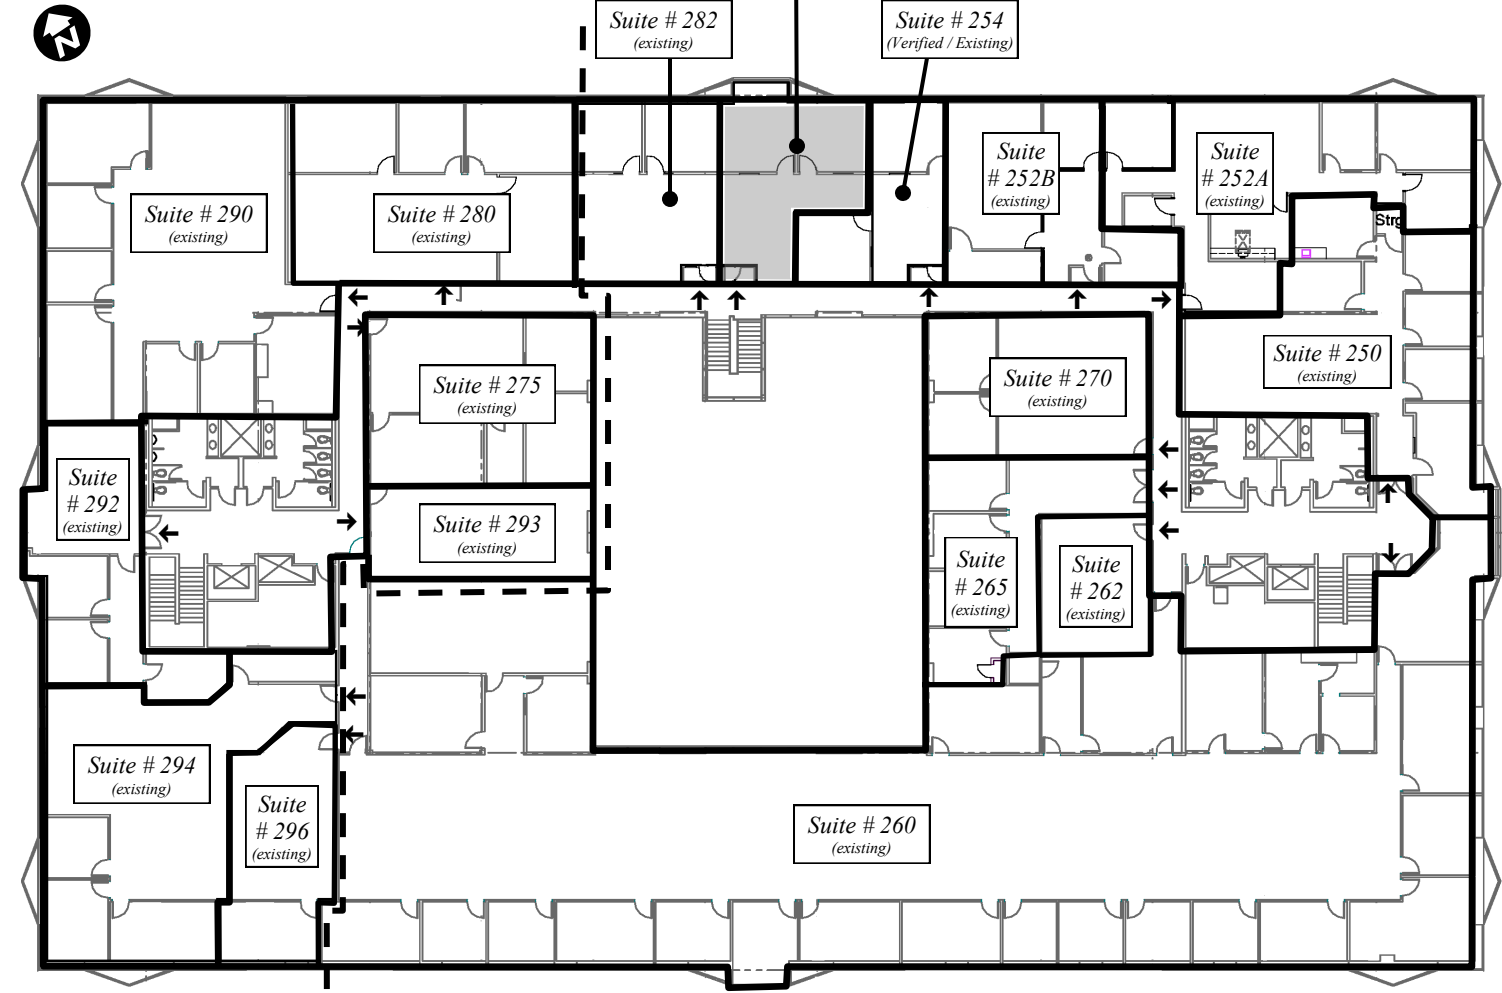 N
Suite # 282
(existing)
Suite # 254
(Verified / Existing)
Suite
# 252B
(existing)
Suite
# 252A
(existing)
Suite # 290
(existing)
Suite # 280
(existing)
Strg
Suite # 275
(existing)
Suite # 270
(existing)
Suite # 250
(existing)
Suite
# 292
(existing)
Suite # 293
(existing)
Suite
# 265
(existing)
Suite
# 262
(existing)
Suite # 294
(existing)
Suite
# 296
(existing)
Suite # 260
(existing)